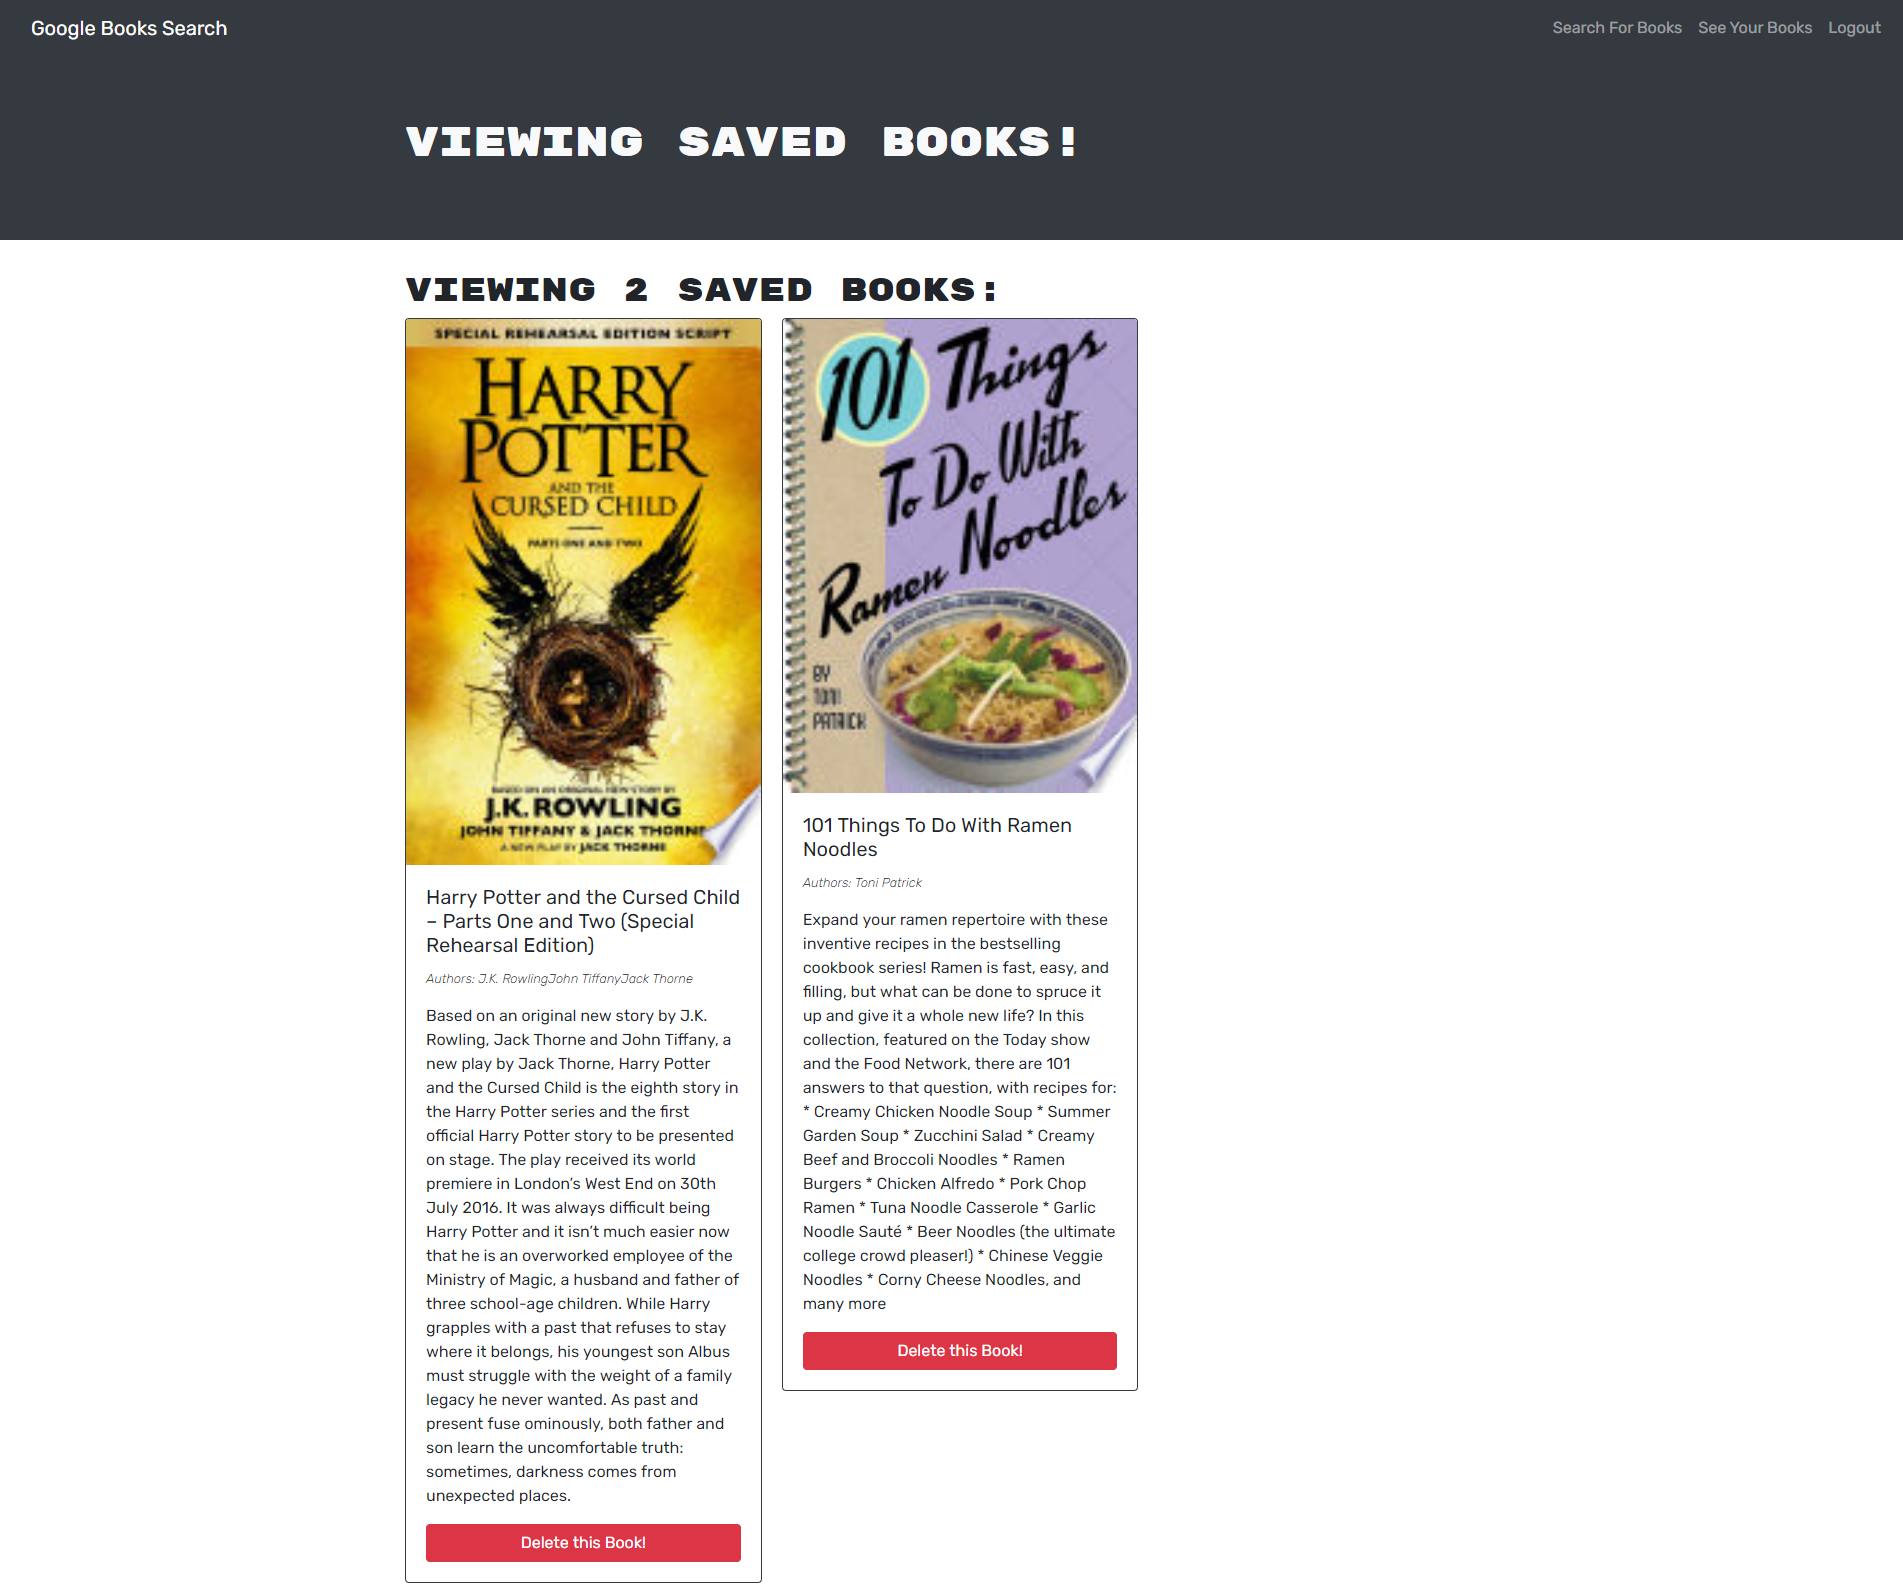 Google Books Search
Search For Books See Your Books Logout
VIEWING SAVED BOOKS!
VIEWING 2 SAVED BOOKS:
SPECIAL REHEARSAL EDITION SCRIPT
HARRY
POTTER
AND THE
CURSED CHILD
PARTS ONE AND TWO
BASED ON AN ORIGINAL NEW STORY BY
J.K. ROWLING
JOHN TIFFANY & JACK THORNE
A NEW PLAY BY JACK THORNE
Harry Potter and the Cursed Child
– Parts One and Two (Special
Rehearsal Edition)
Authors: J.K. RowlingJohn TiffanyJack Thorne
Based on an original new story by J.K.
Rowling, Jack Thorne and John Tiffany, a
new play by Jack Thorne, Harry Potter
and the Cursed Child is the eighth story in
the Harry Potter series and the first
official Harry Potter story to be presented
on stage. The play received its world
premiere in London’s West End on 30th
July 2016. It was always difficult being
Harry Potter and it isn’t much easier now
that he is an overworked employee of the
Ministry of Magic, a husband and father of
three school-age children. While Harry
grapples with a past that refuses to stay
where it belongs, his youngest son Albus
must struggle with the weight of a family
legacy he never wanted. As past and
present fuse ominously, both father and
son learn the uncomfortable truth:
sometimes, darkness comes from
unexpected places.
Delete this Book!
101 Things
To Do With
Ramen Noodles
BY
TONI
PATRICK
101 Things To Do With Ramen
Noodles
Authors: Toni Patrick
Expand your ramen repertoire with these
inventive recipes in the bestselling
cookbook series! Ramen is fast, easy, and
filling, but what can be done to spruce it
up and give it a whole new life? In this
collection, featured on the Today show
and the Food Network, there are 101
answers to that question, with recipes for:
* Creamy Chicken Noodle Soup * Summer
Garden Soup * Zucchini Salad * Creamy
Beef and Broccoli Noodles * Ramen
Burgers * Chicken Alfredo * Pork Chop
Ramen * Tuna Noodle Casserole * Garlic
Noodle Sauté * Beer Noodles (the ultimate
college crowd pleaser!) * Chinese Veggie
Noodles * Corny Cheese Noodles, and
many more
Delete this Book!